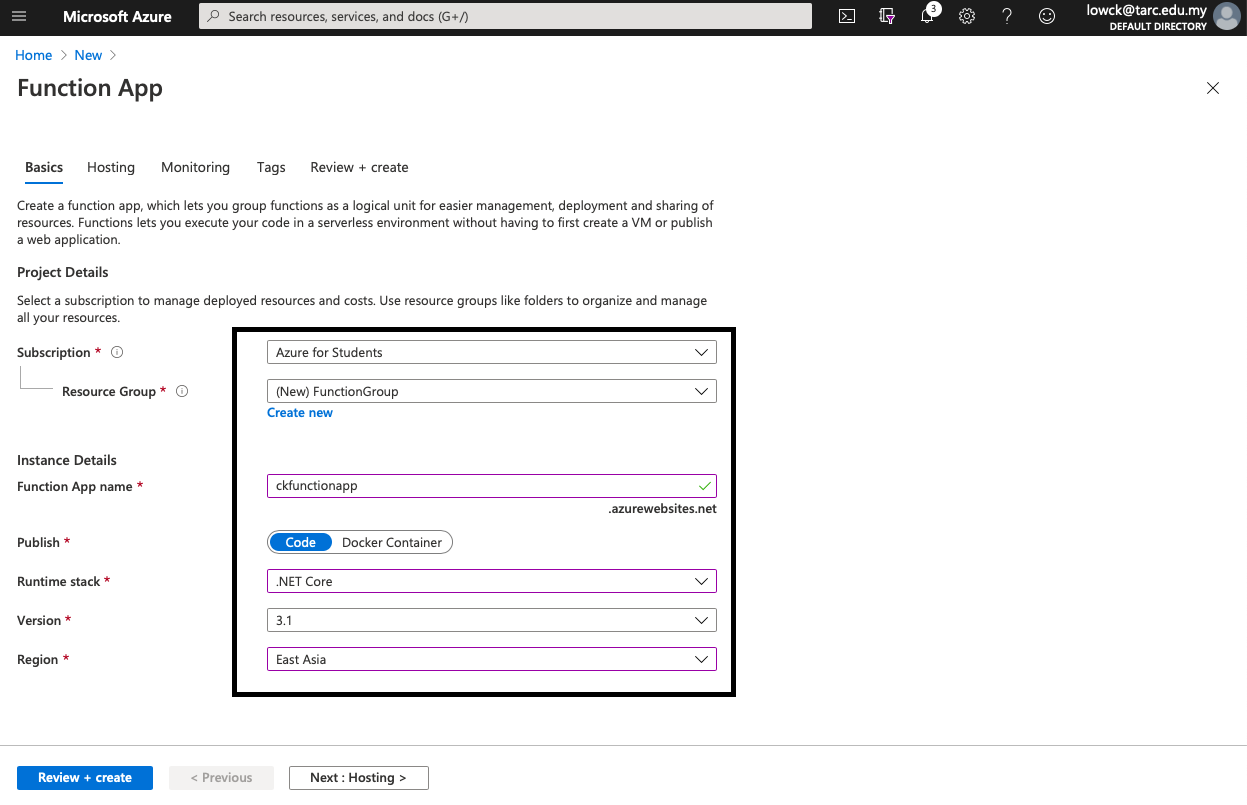 Microsoft Azure
Search resources, services, and docs (G+/)
3
lowck@tarc.edu.my
DEFAULT DIRECTORY
Home > New >
Function App
Basics Hosting Monitoring Tags Review + create
Create a function app, which lets you group functions as a logical unit for easier management, deployment and sharing of
resources. Functions lets you execute your code in a serverless environment without having to first create a VM or publish
a web application.
Project Details
Select a subscription to manage deployed resources and costs. Use resource groups like folders to organize and manage
all your resources.
Subscription * Azure for Students
Resource Group * (New) FunctionGroup
Create new
Instance Details
Function App name * ckfunctionapp
.azurewebsites.net
Publish * Code Docker Container
Runtime stack * .NET Core
Version * 3.1
Region * East Asia
Review + create < Previous Next : Hosting >